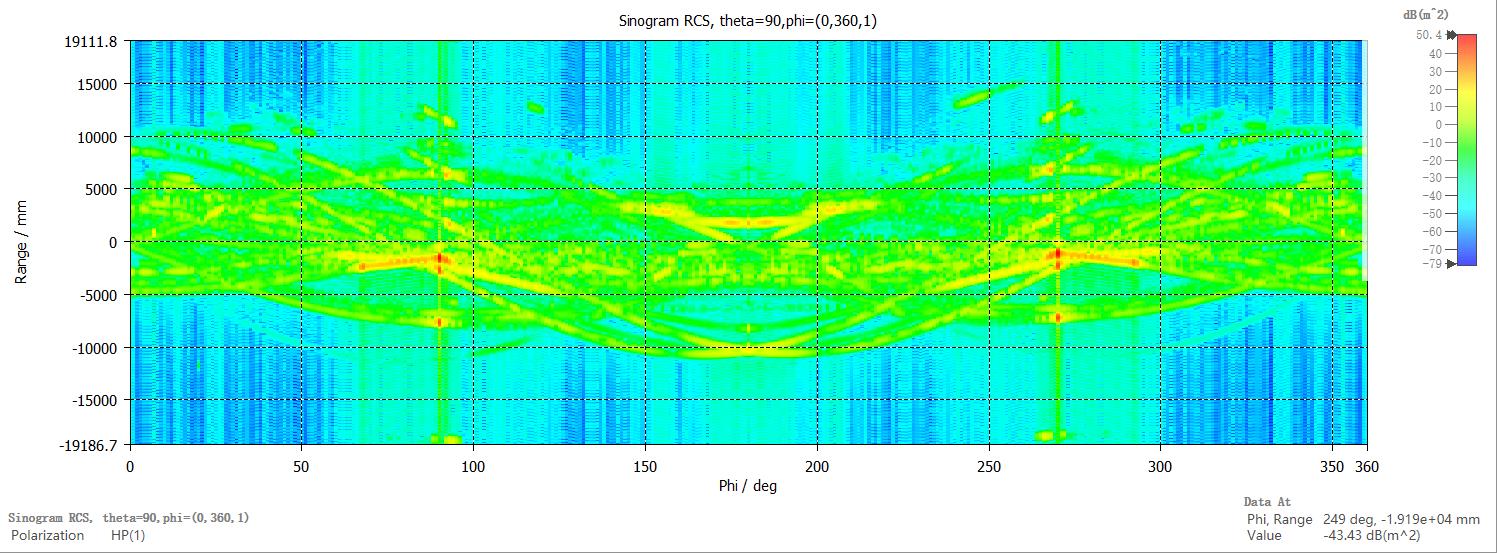 Sinogram RCS, theta=90,phi=(0,360,1)
dB(m^2)
50.4
40
30
20
10
0
-10
-20
-30
-40
-50
-60
-70
-79
19111.8
15000
10000
5000
0
-5000
-10000
-15000
-19186.7
Range / mm
0 50 100 150 200 250 300 350 360
Phi / deg
Sinogram RCS, theta=90,phi=(0,360,1)
Polarization HP(1)
Data At
Phi, Range 249 deg, -1.919e+04 mm
Value -43.43 dB(m^2)